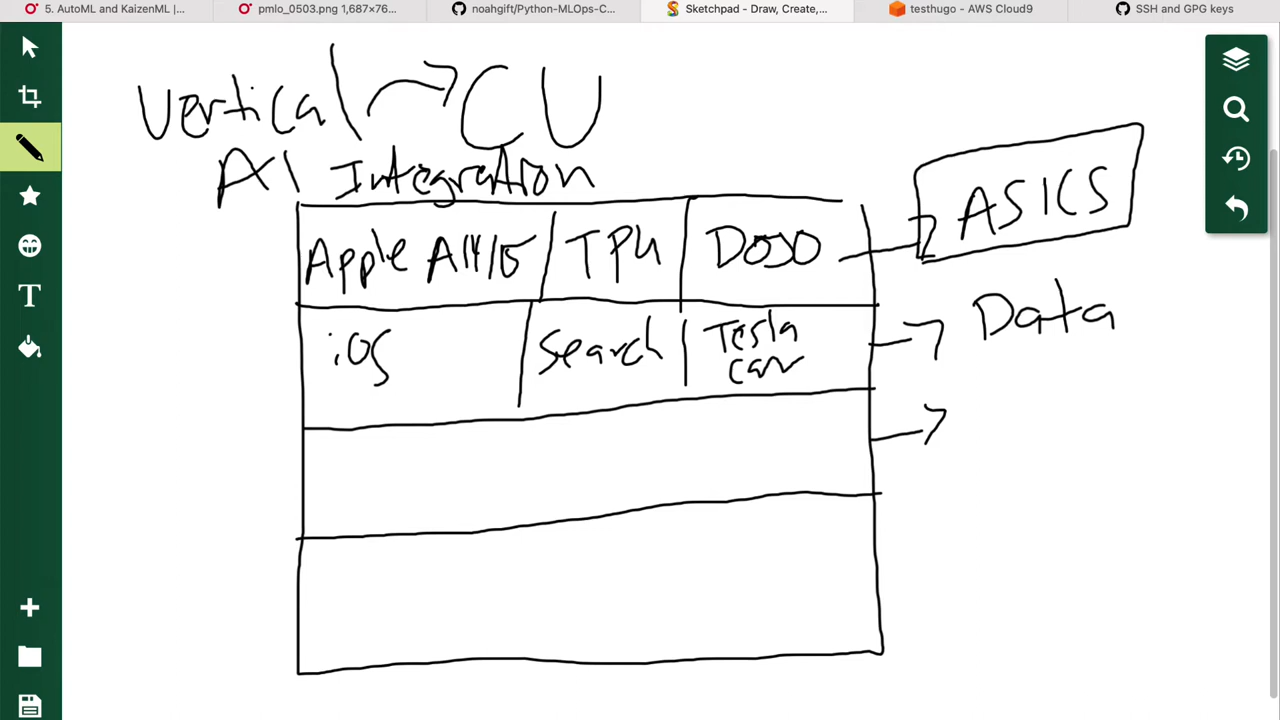 5. AutoML and KaizenML |...
pmlo_0503.png 1,687×76...
noahgift/Python-MLOps-C...
Sketchpad - Draw, Create,...
testhugo - AWS Cloud9
SSH and GPG keys
Vertical CU
AI Integration
ASICS
Apple A14/15 TPU DOJO
Data
iOS Search Tesla
car
T